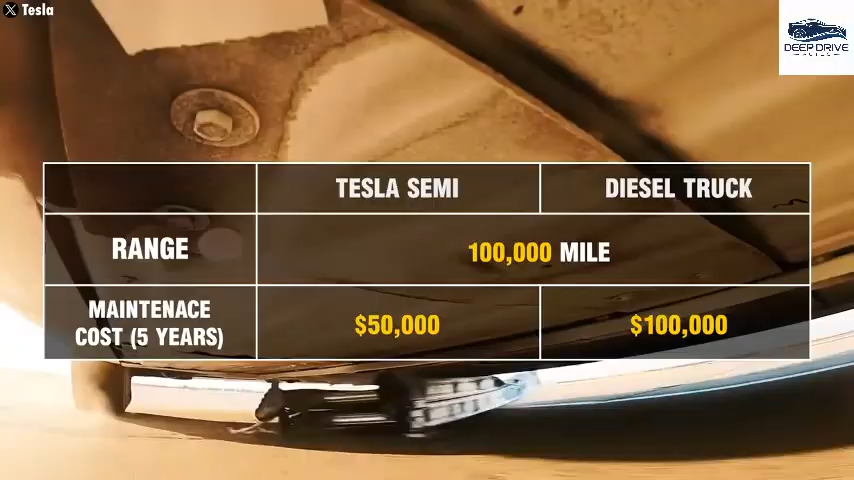 Tesla
DEEP DRIVE
TESLA SEMI
DIESEL TRUCK
RANGE
100,000 MILE
MAINTENACE
COST (5 YEARS)
$50,000
$100,000